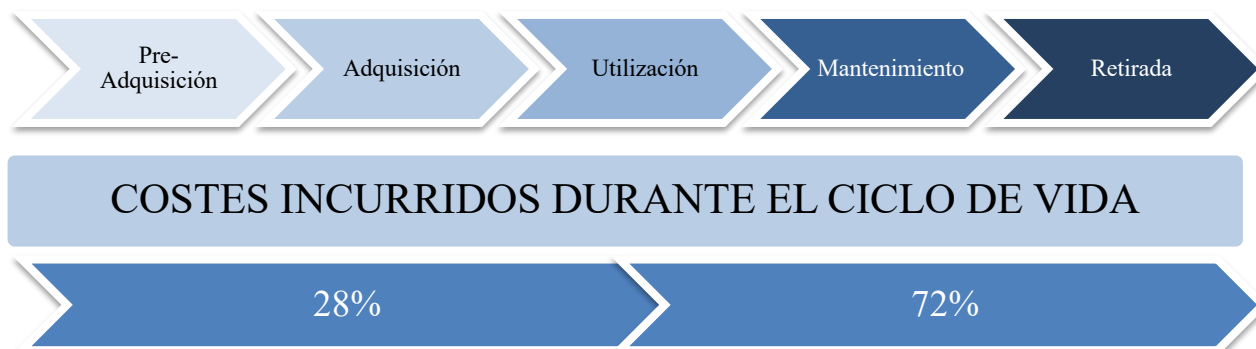 Pre-
Adquisición
Adquisición
Utilización
Mantenimiento
Retirada
COSTES INCURRIDOS DURANTE EL CICLO DE VIDA
28%
72%